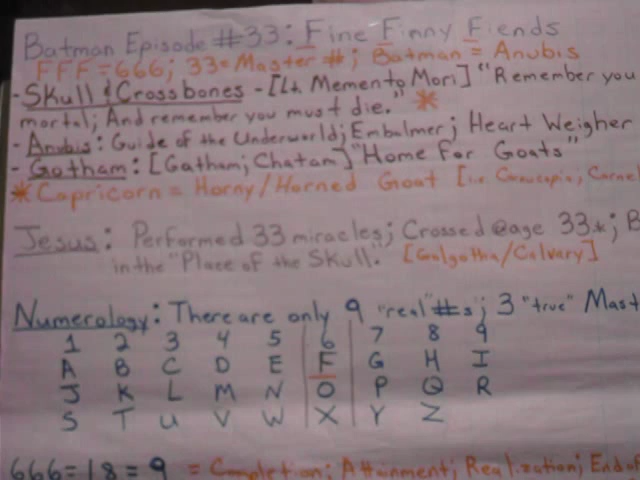 Batman Episode #33: Fine Finny Fiends
FFF=666; 33=Master #; Batman = Anubis
- Skull & Crossbones - [Lt. Memento Mori] "Remember you
mortal; And remember you must die." *
- Anubis: Guide of the Underworld; Embalmer; Heart Weigher
- Gotham: [Gatham; Chatam] "Home For Goats"
* Capricorn = Horny/Horned Goat [i.e. Cornucopia; Carne
Jesus: Performed 33 miracles; Crossed @age 33*; B
in the "Place of the Skull." [Golgotha/Calvary]
Numerology: There are only 9 "real" #s; 3 "true" Mast
1 2 3 4 5 6 7 8 9
A B C D E F G H I
J K L M N O P Q R
S T U V W X Y Z
666=18=9 = Completion; Attainment; Realization; End of